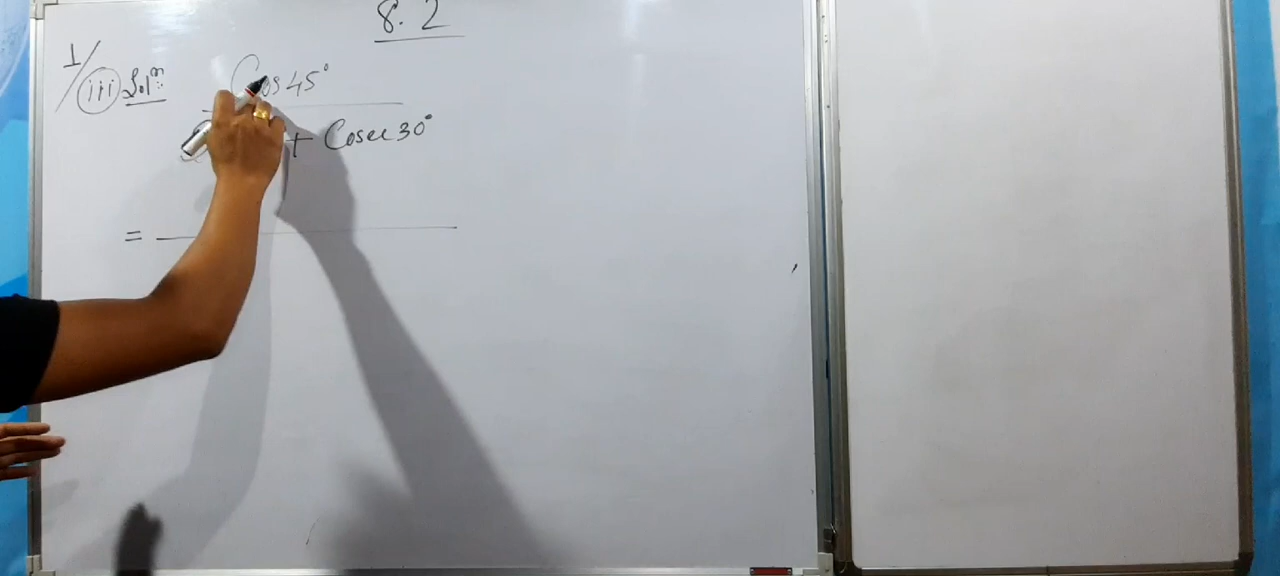 8.2
1/
iii Solⁿ Cos 45°
+ Cosec 30°
=